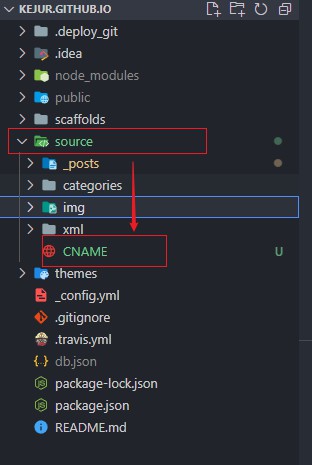 KEJUR.GITHUB.IO
.deploy_git
.idea
node_modules
public
scaffolds
source
_posts
categories
img
xml
CNAME U
themes
_config.yml
.gitignore
.travis.yml
db.json
package-lock.json
package.json
README.md